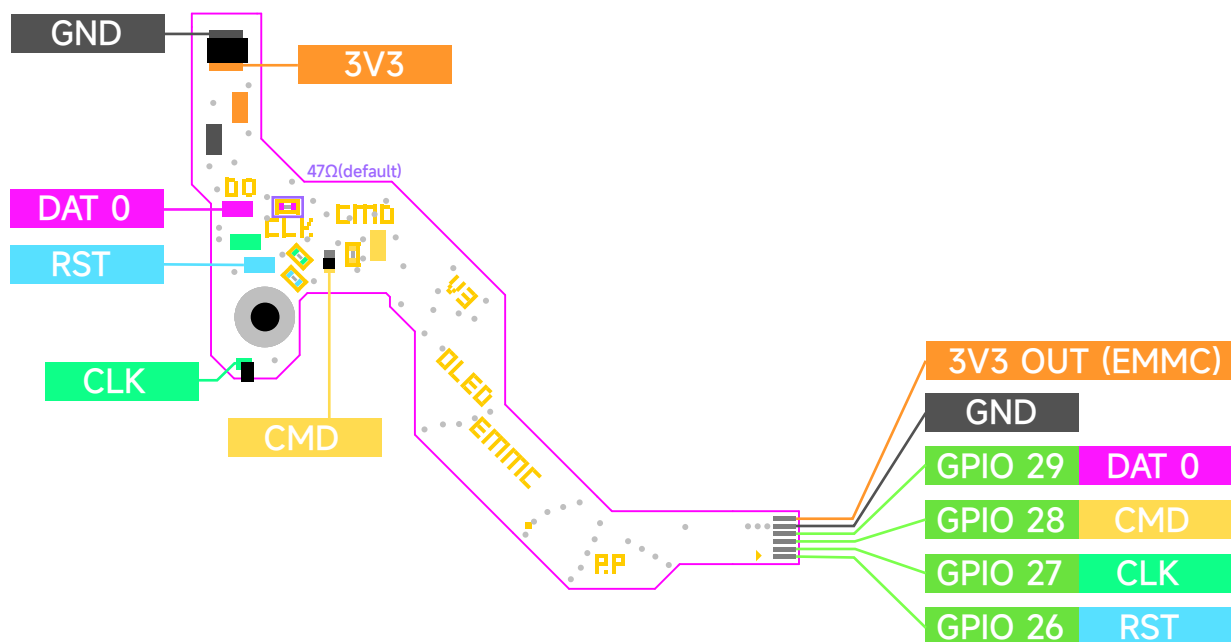 GND
3V3
47Ω(default)
D0
DAT 0
CLK
CMD
RST
V3
CLK
OLED
CMD
EMMC
3V3 OUT (EMMC)
GND
GPIO 29 DAT 0
GPIO 28 CMD
P.P
GPIO 27 CLK
GPIO 26 RST